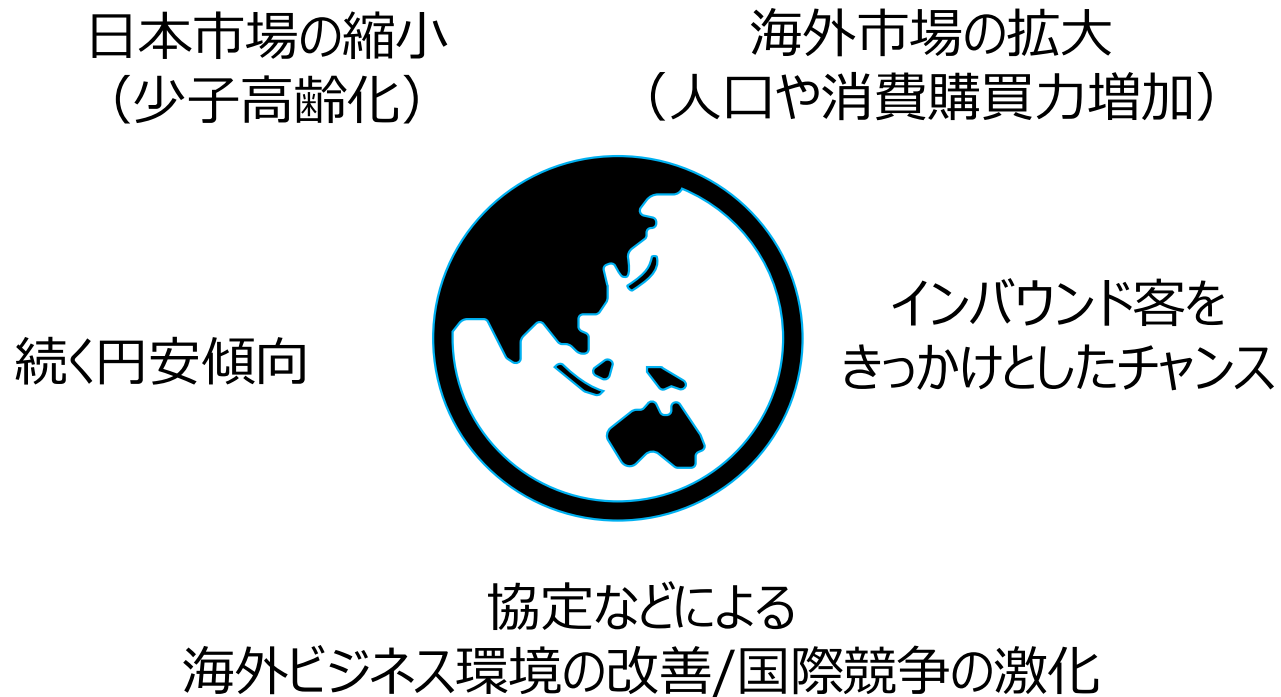 日本市場の縮小
（少子高齢化）
海外市場の拡大
（人口や消費購買力増加）
続く円安傾向
インバウンド客を
きっかけとしたチャンス
協定などによる
海外ビジネス環境の改善/国際競争の激化